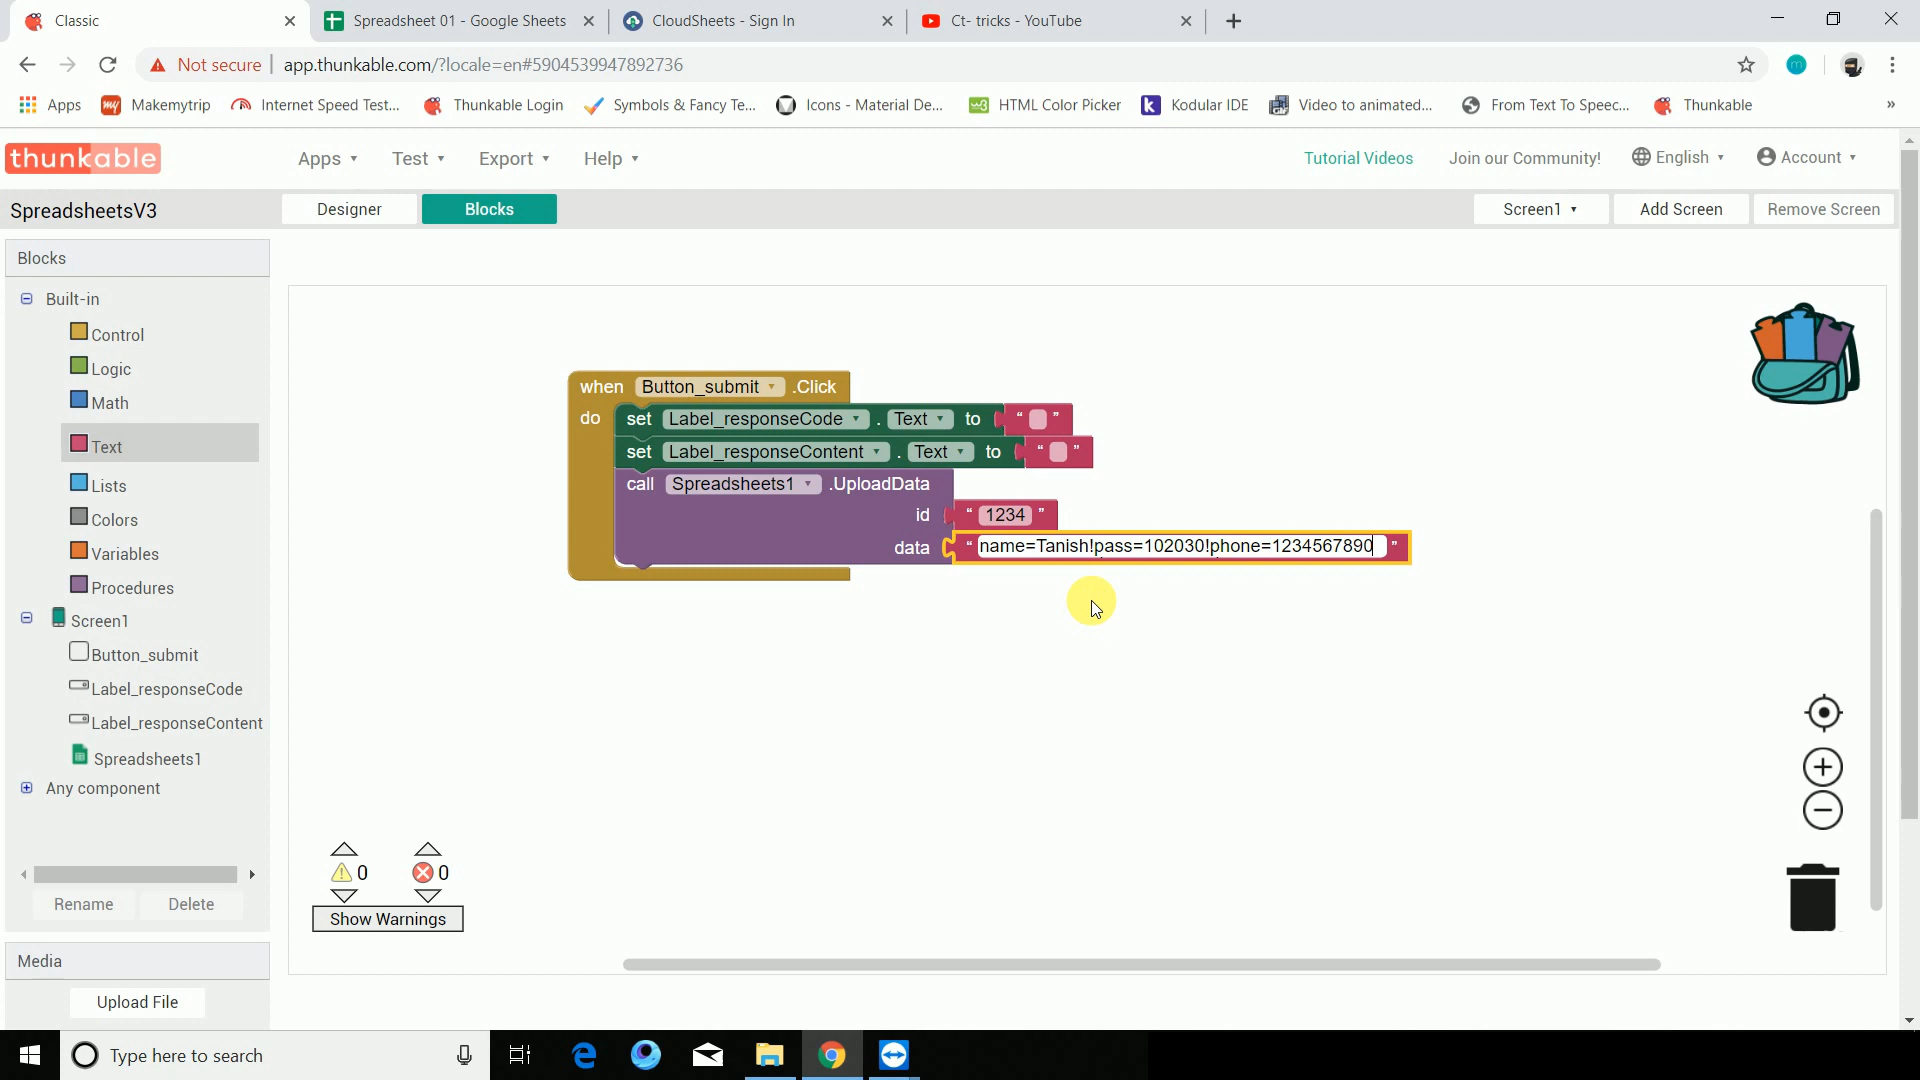 Classic
Spreadsheet 01 - Google Sheets
CloudSheets - Sign In
Ct- tricks - YouTube
Not secure
app.thunkable.com/?locale=en#5904539947892736
m
Apps
Makemytrip
Internet Speed Test...
Thunkable Login
Symbols & Fancy Te...
Icons - Material De...
HTML Color Picker
Kodular IDE
Video to animated...
From Text To Speec...
Thunkable
»
thunkable
Apps
Test
Export
Help
Tutorial Videos
Join our Community!
English
Account
SpreadsheetsV3
Designer
Blocks
Screen1
Add Screen
Remove Screen
Blocks
Built-in
Control
Logic
Math
Text
Lists
Colors
Variables
Procedures
Screen1
Button_submit
Label_responseCode
Label_responseContent
Spreadsheets1
Any component
Rename
Delete
Media
Upload File
when Button_submit .Click
do set Label_responseCode . Text to “ ”
set Label_responseContent . Text to “ ”
call Spreadsheets1 .UploadData
id “ 1234 ”
data “ name=Tanish!pass=102030!phone=1234567890 ”
0
0
Show Warnings
Type here to search